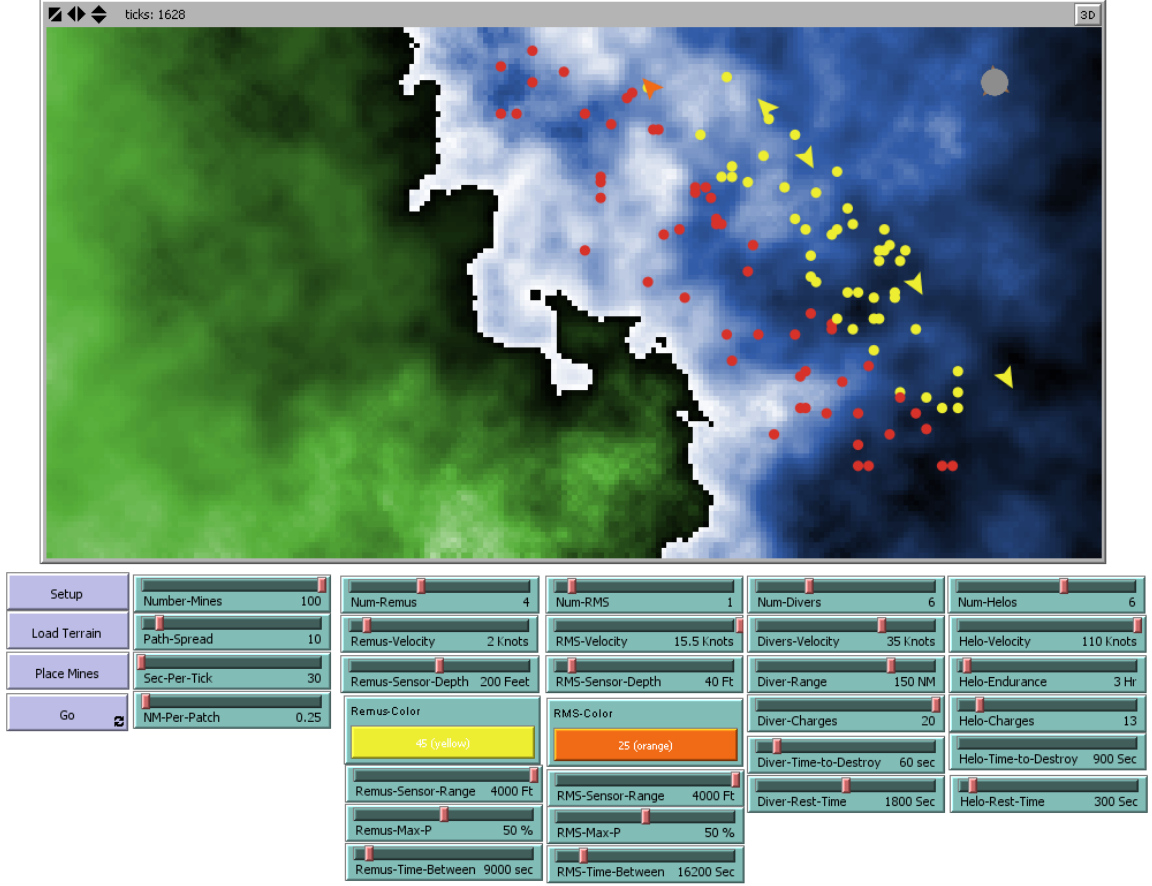 ticks: 1628
3D
Setup
Load Terrain
Place Mines
Go
Number-Mines 100
Path-Spread 10
Sec-Per-Tick 30
NM-Per-Patch 0.25
Num-Remus 4
Remus-Velocity 2 Knots
Remus-Sensor-Depth 200 Feet
Remus-Color
45 (yellow)
Remus-Sensor-Range 4000 Ft
Remus-Max-P 50 %
Remus-Time-Between 9000 sec
Num-RMS 1
RMS-Velocity 15.5 Knots
RMS-Sensor-Depth 40 Ft
RMS-Color
25 (orange)
RMS-Sensor-Range 4000 Ft
RMS-Max-P 50 %
RMS-Time-Between 16200 Sec
Num-Divers 6
Divers-Velocity 35 Knots
Diver-Range 150 NM
Diver-Charges 20
Diver-Time-to-Destroy 60 sec
Diver-Rest-Time 1800 Sec
Num-Helos 6
Helo-Velocity 110 Knots
Helo-Endurance 3 Hr
Helo-Charges 13
Helo-Time-to-Destroy 900 Sec
Helo-Rest-Time 300 Sec